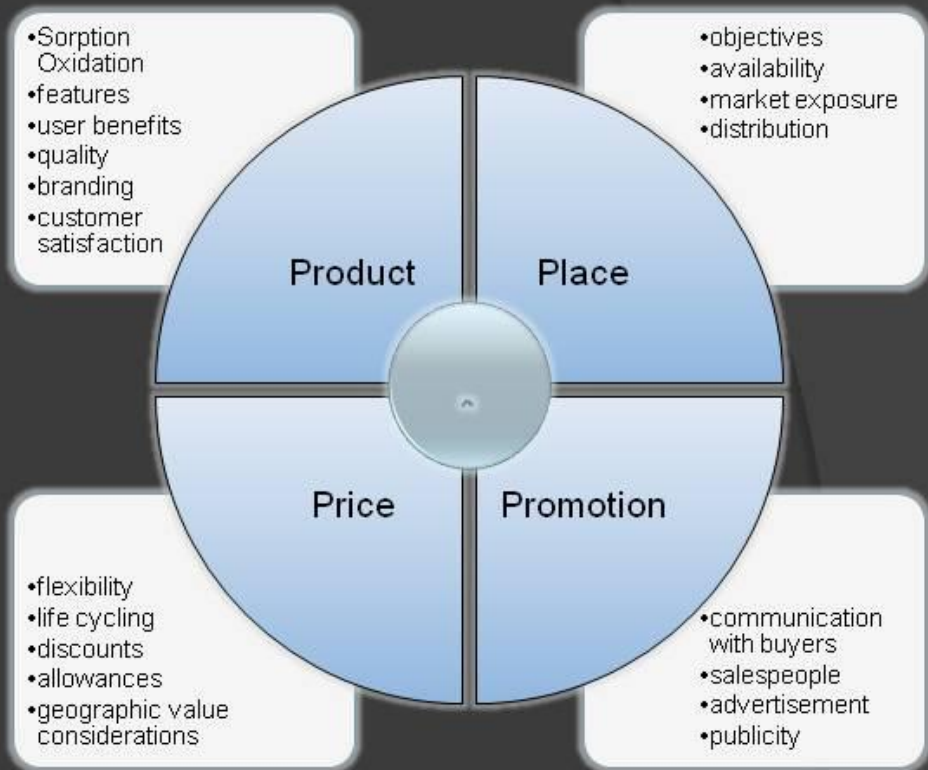 •Sorption
Oxidation
•features
•user benefits
•quality
•branding
•customer
satisfaction
•objectives
•availability
•market exposure
•distribution
Product
Place
Price
Promotion
•flexibility
•life cycling
•discounts
•allowances
•geographic value
considerations
•communication
with buyers
•salespeople
•advertisement
•publicity